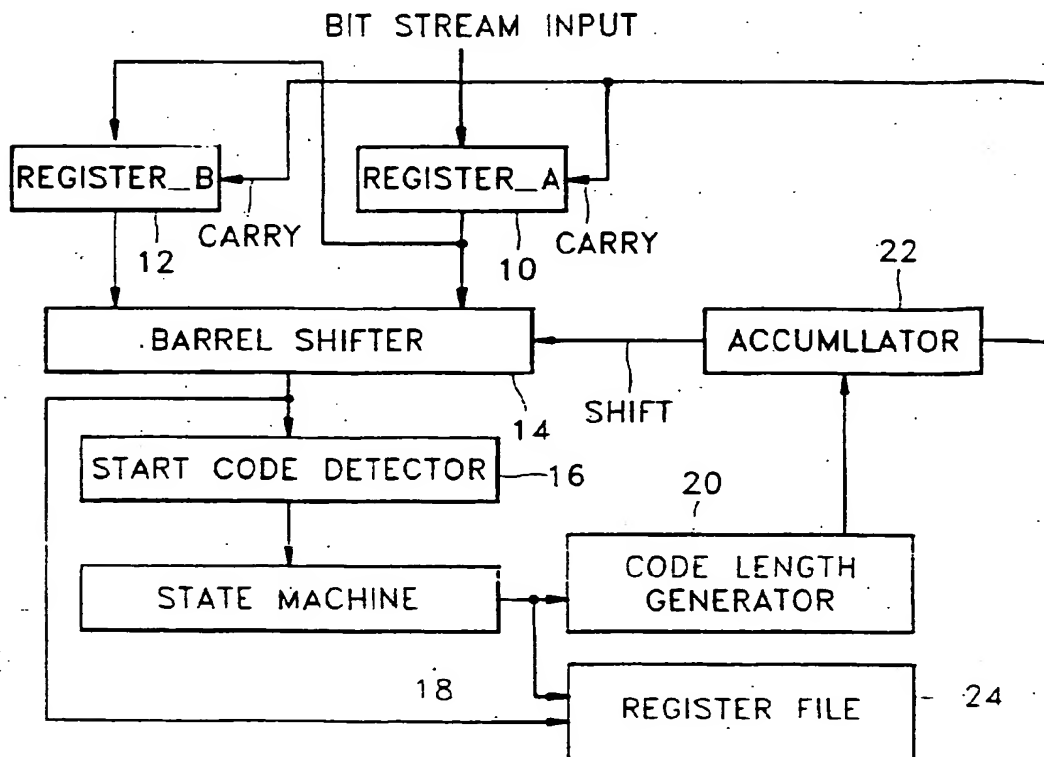 BIT STREAM INPUT
REGISTER_B
REGISTER_A
CARRY
12
10
CARRY
22
BARREL SHIFTER
ACCUMLLATOR
SHIFT
14
START CODE DETECTOR
16
20
STATE MACHINE
CODE LENGTH
GENERATOR
18
REGISTER FILE
24